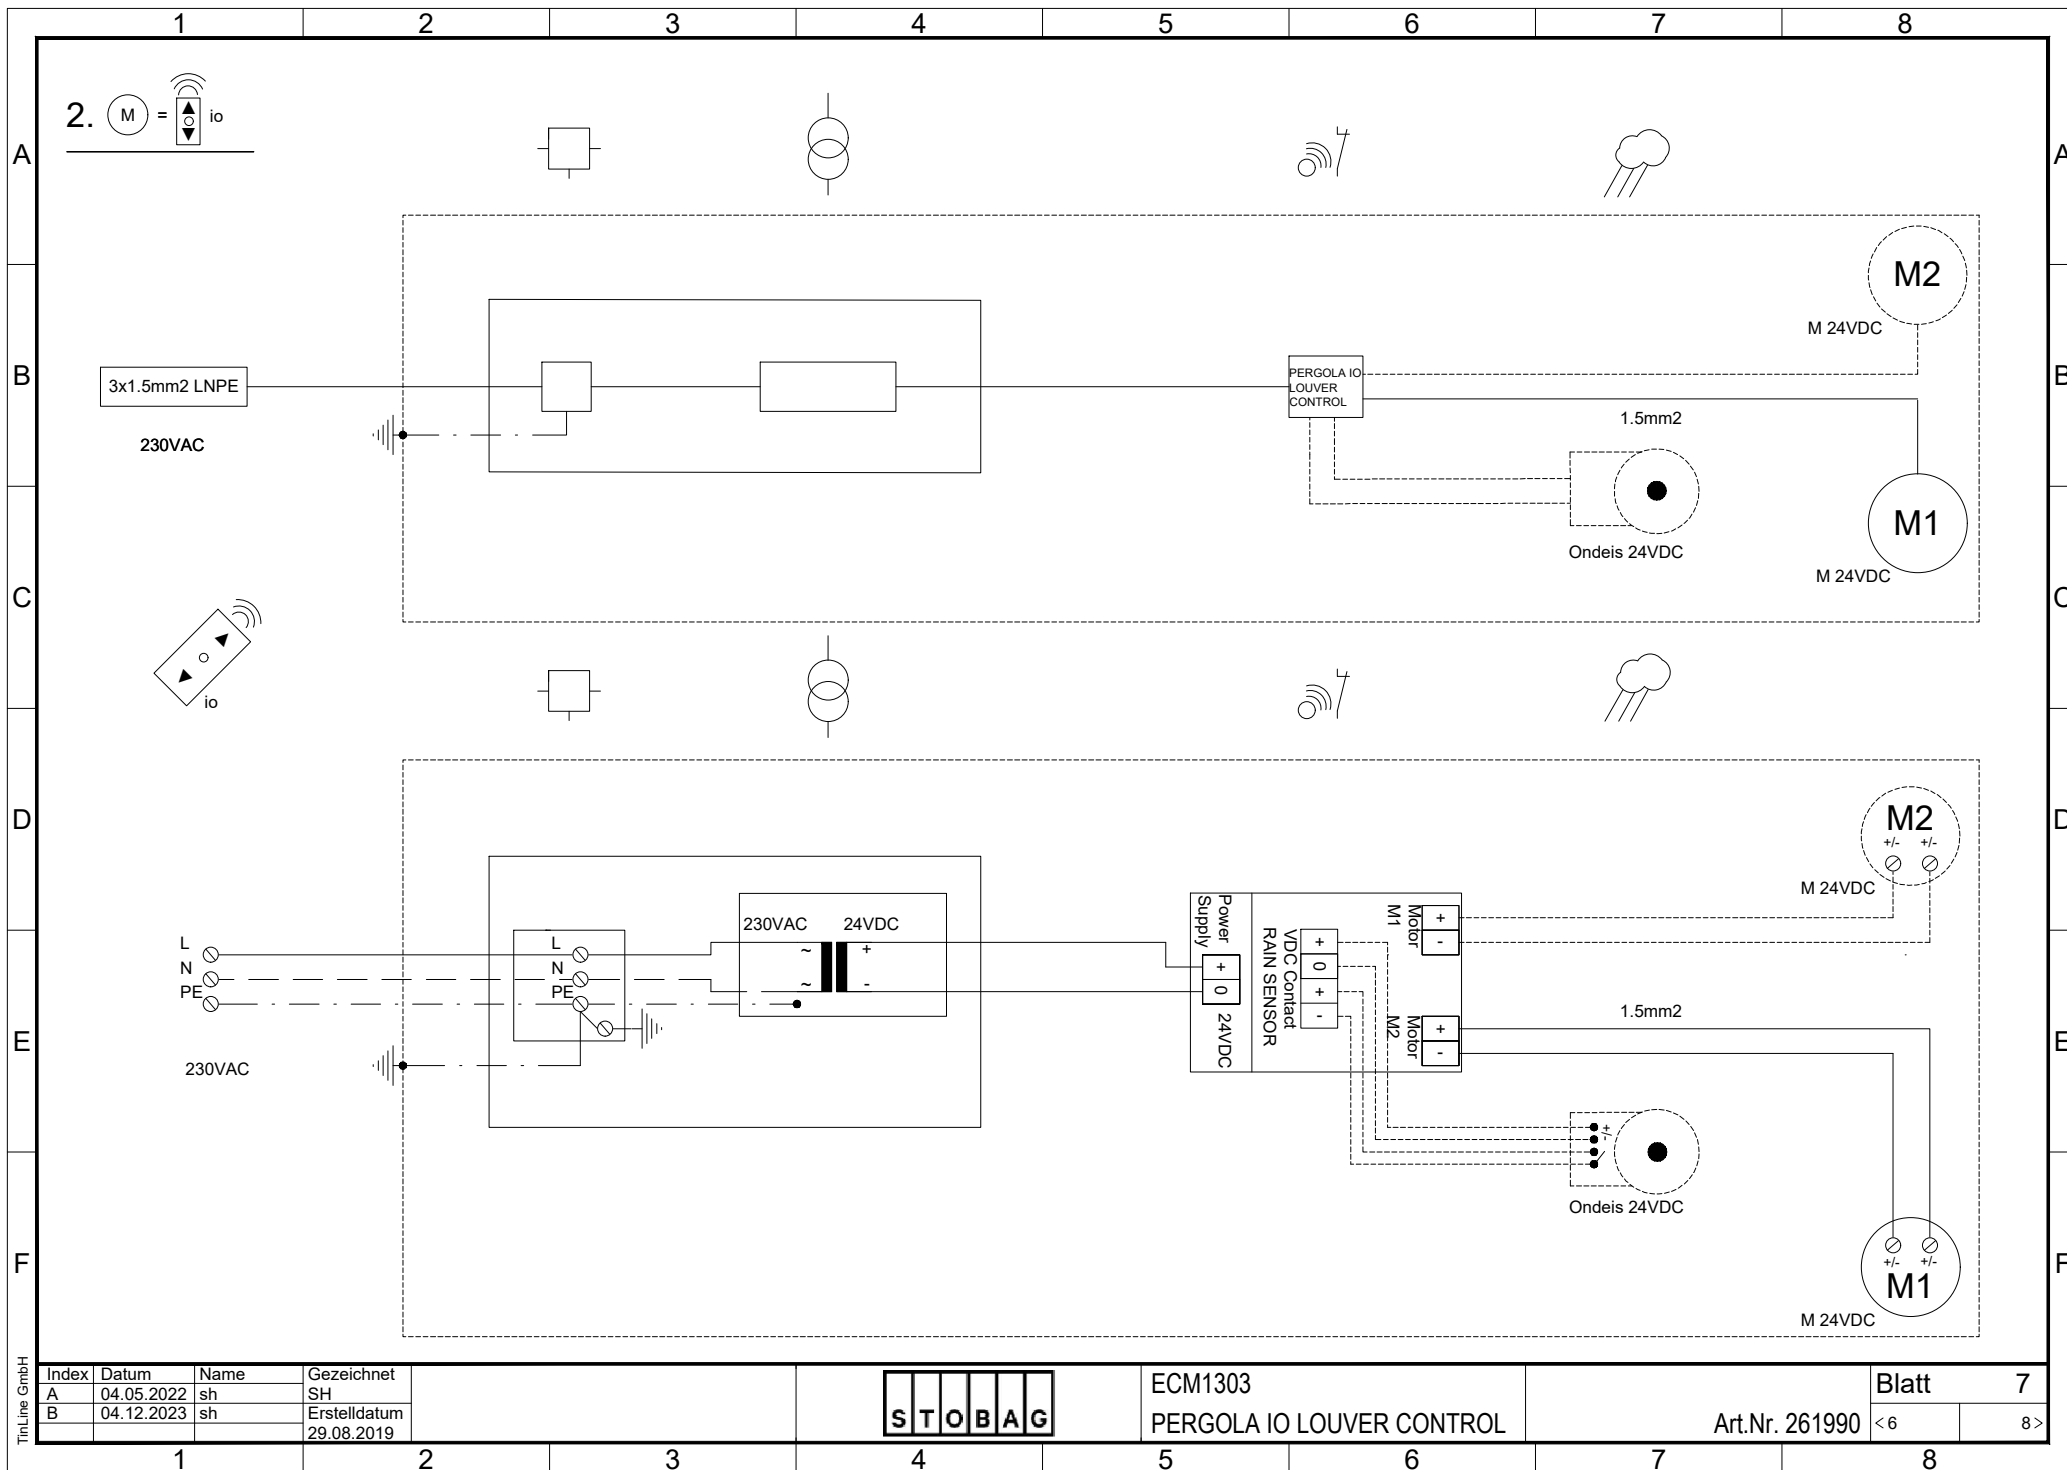 1 2 3 4 5 6 7 8
A
A
2. M = io
M2
M 24VDC
B
3x1.5mm2 LNPE
PERGOLA IO
LOUVER
CONTROL
B
230VAC
1.5mm2
M1
Ondeis 24VDC
M 24VDC
C
C
io
D
D
M2
+/- +/-
M 24VDC
230VAC 24VDC
Power
Supply
+
0
24VDC
VDC Contact
RAIN SENSOR
+
0
+
-
Motor
M1
+
-
L
N
PE
L
N
PE
~ +
~ -
Motor
M2
+
-
1.5mm2
E
E
230VAC
+/-
Ondeis 24VDC
F
F
+/- +/-
M1
M 24VDC
TinLine GmbH
Index Datum Name Gezeichnet
A 04.05.2022 sh SH
B 04.12.2023 sh Erstelldatum
29.08.2019
STOBAG
ECM1303
PERGOLA IO LOUVER CONTROL
Art.Nr. 261990
Blatt 7
<6 8>
1 2 3 4 5 6 7 8